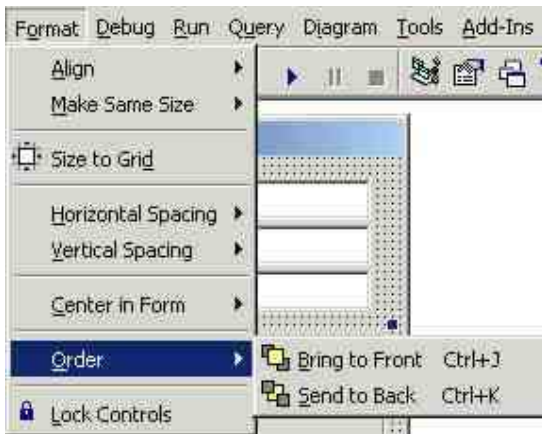 Format Debug Run Query Diagram Tools Add-Ins
Align
Make Same Size
Size to Grid
Horizontal Spacing
Vertical Spacing
Center in Form
Order
Bring to Front Ctrl+J
Send to Back Ctrl+K
Lock Controls